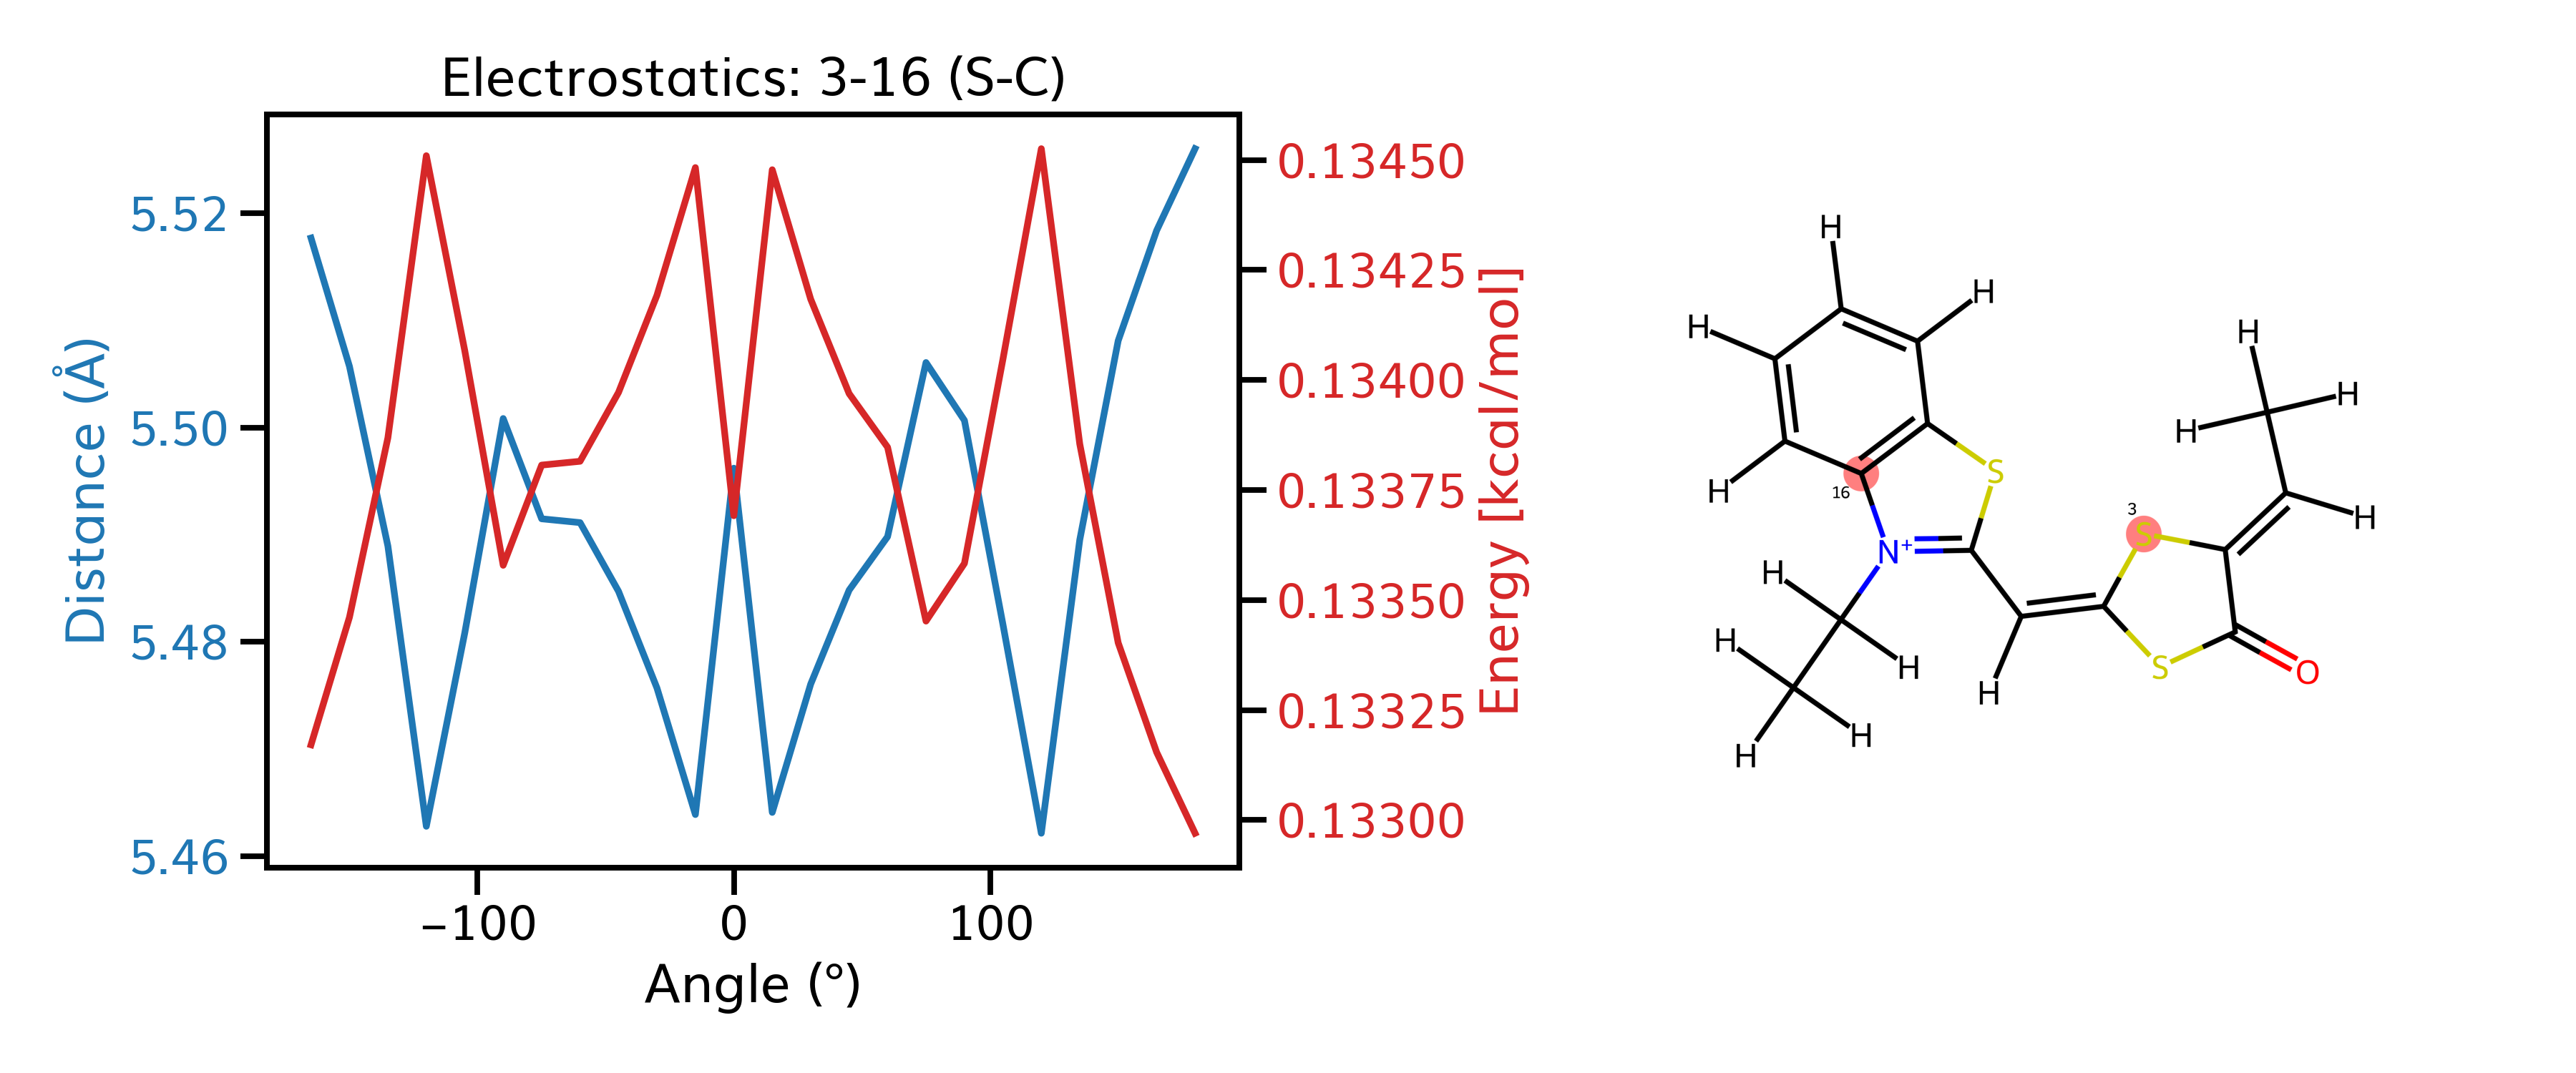 Electrostatics: 3-16 (S-C)
5.52
5.50
5.48
5.46
Distance (Å)
−100
0
100
Angle (°)
0.13450
0.13425
0.13400
0.13375
0.13350
0.13325
0.13300
Energy [kcal/mol]
H
H
H
H
H
H
H
S
16
3
S
H
N⁺
H
H
H
S
O
H
H
H